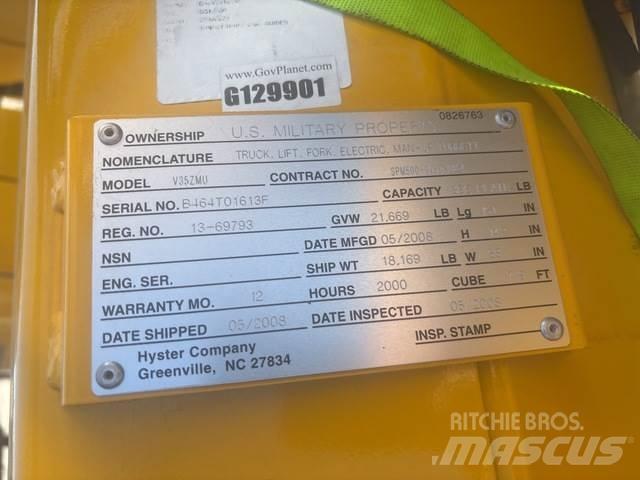 www.GovPlanet.com
G129901
0826763
OWNERSHIP U.S. MILITARY PROPERTY
NOMENCLATURE TRUCK, LIFT, FORK, ELECTRIC, MAN-UP
MODEL V35ZMU CONTRACT NO.
SERIAL NO. B464T01613F CAPACITY LB
REG. NO. 13-69793 GVW 21,669 LB Lg IN
NSN DATE MFGD 05/2008 H IN
ENG. SER. SHIP WT 18,169 LB W IN
WARRANTY MO. 12 HOURS 2000 CUBE FT
DATE SHIPPED 05/2008 DATE INSPECTED 05/2008
INSP. STAMP
Hyster Company
Greenville, NC 27834
RITCHIE BROS.
MASCUS